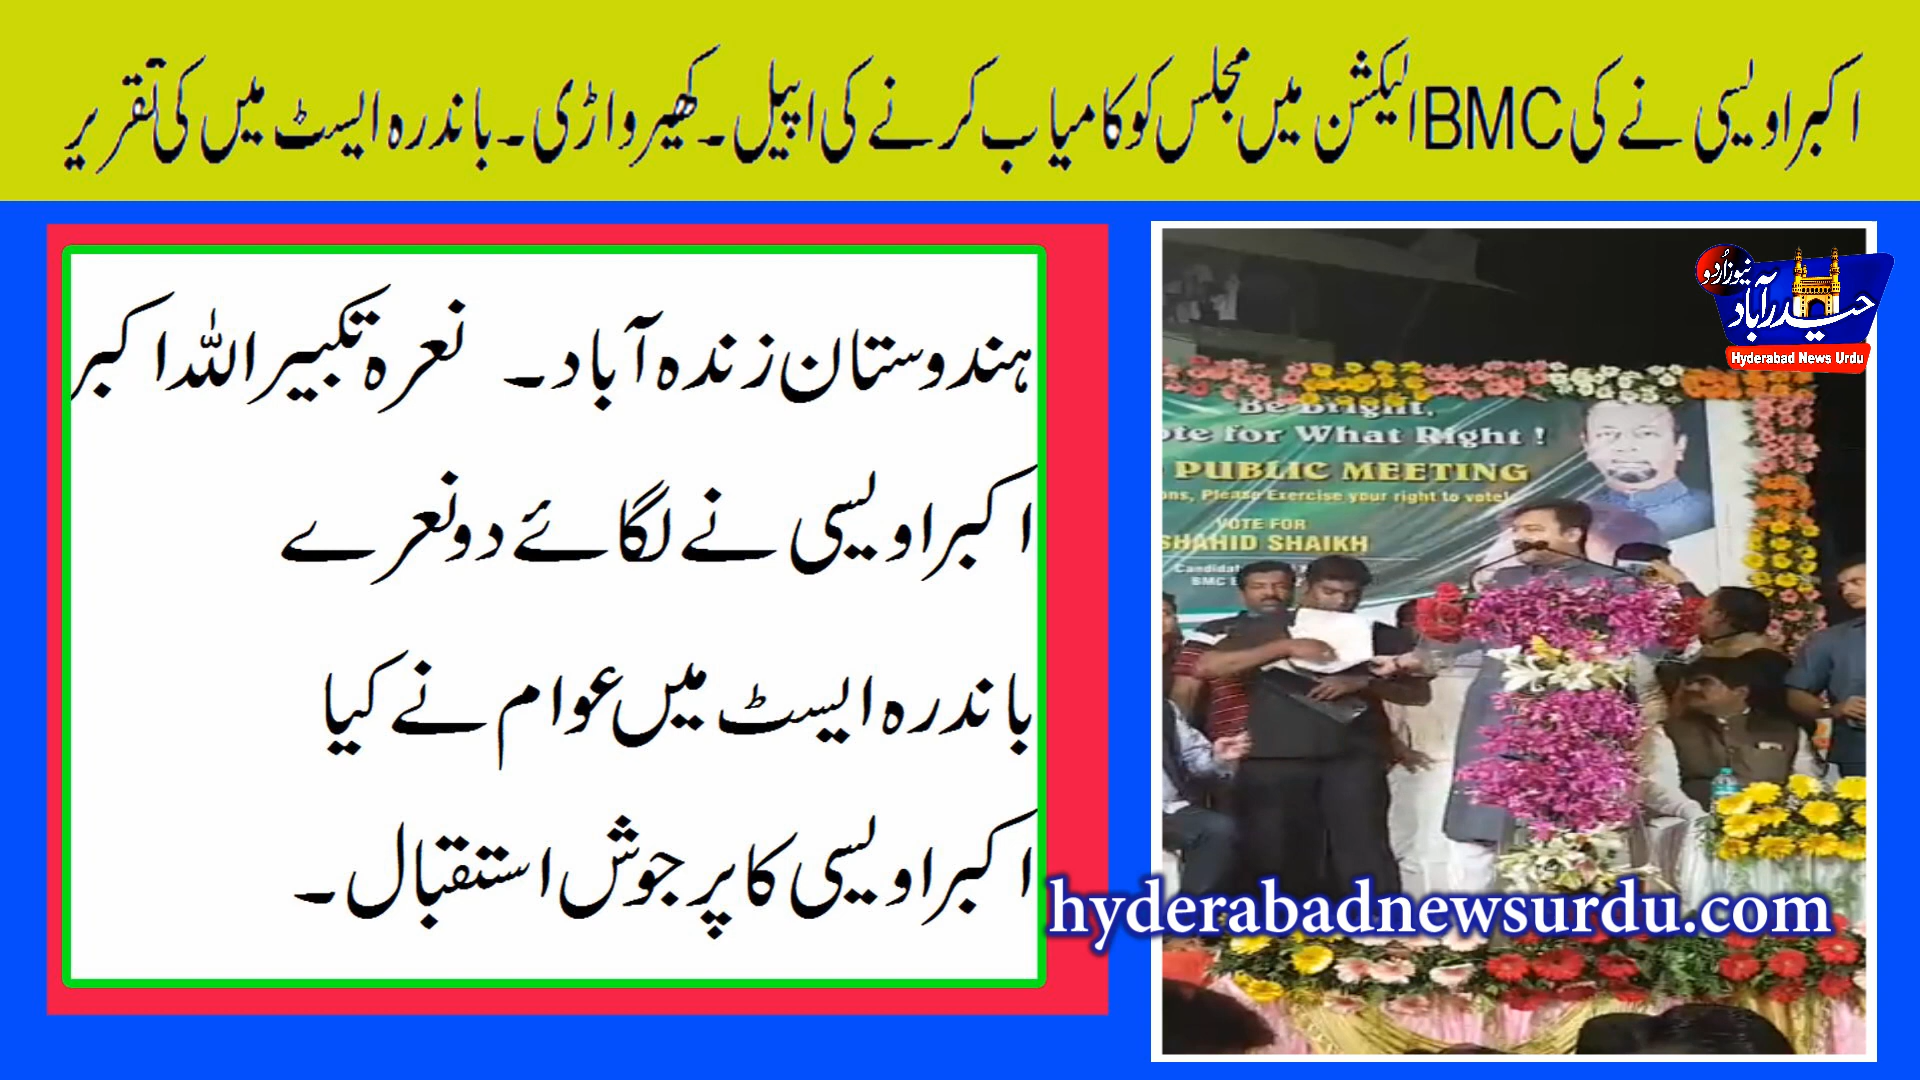 اکبراویسی نے کی BMC الیکشن میں مجلس کو کامیاب کرنے کی اپیل۔ کھیرواڑی۔ باندرہ ایسٹ میں کی تقریر
ہندوستان زندہ آباد۔ نعرہ تکبیر اللہ اکبر
اکبراویسی نے لگائے دو نعرے
باندرہ ایسٹ میں عوام نے کیا
اکبراویسی کا پرجوش استقبال۔
نیوز اُردو
حیدرآباد
Hyderabad News Urdu
Be Bright.
for What Right !
PUBLIC MEETING
Please Exercise your right to vote!
VOTE FOR
SHAHID SHAIKH
BMC
hyderabadnewsurdu.com